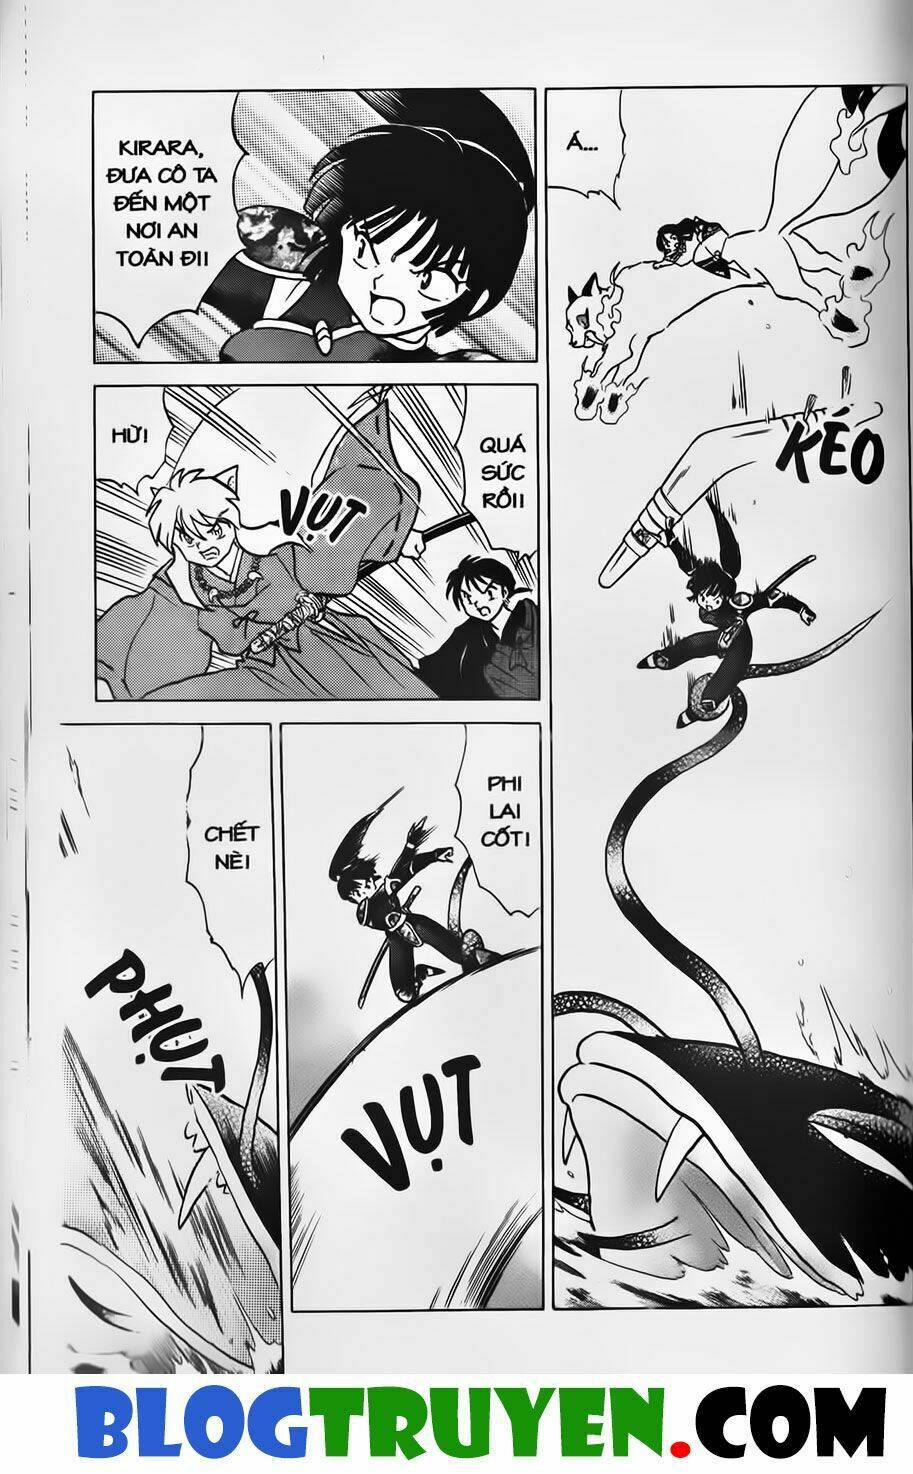 Á...
KÉO
KIRARA,
ĐƯA CÔ TA
ĐẾN MỘT
NƠI AN
TOÀN ĐI!
QUÁ
SỨC
RỒI!
VỤT
HỪ!
PHI
LAI
CỐT!
VỤT
CHẾT
NÈ!
PHỤT
BLOGTRUYEN.COM